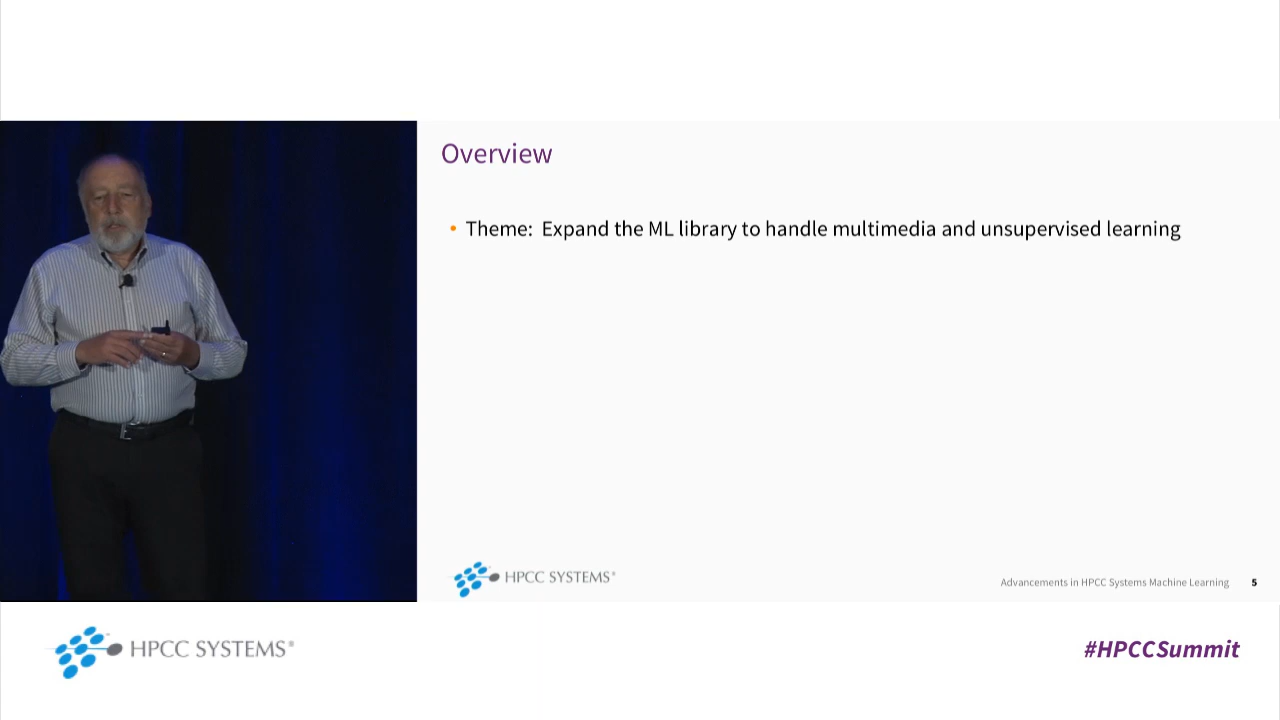 Overview
• Theme: Expand the ML library to handle multimedia and unsupervised learning
HPCC SYSTEMS®
Advancements in HPCC Systems Machine Learning 5
HPCC SYSTEMS®
#HPCCSummit